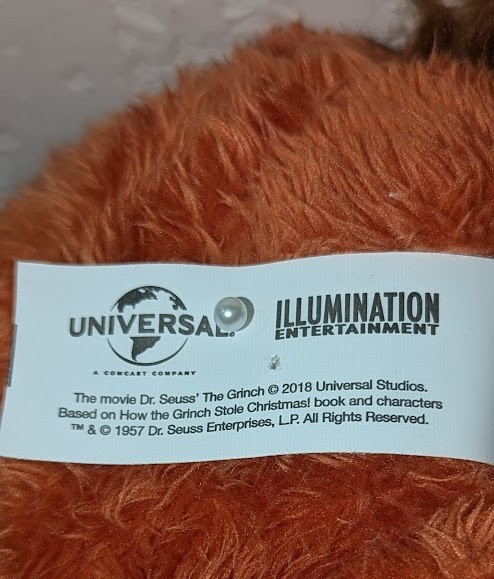 UNIVERSAL
A COMCAST COMPANY
ILLUMINATION
ENTERTAINMENT
The movie Dr. Seuss' The Grinch © 2018 Universal Studios.
Based on How the Grinch Stole Christmas! book and characters
™ & © 1957 Dr. Seuss Enterprises, L.P. All Rights Reserved.